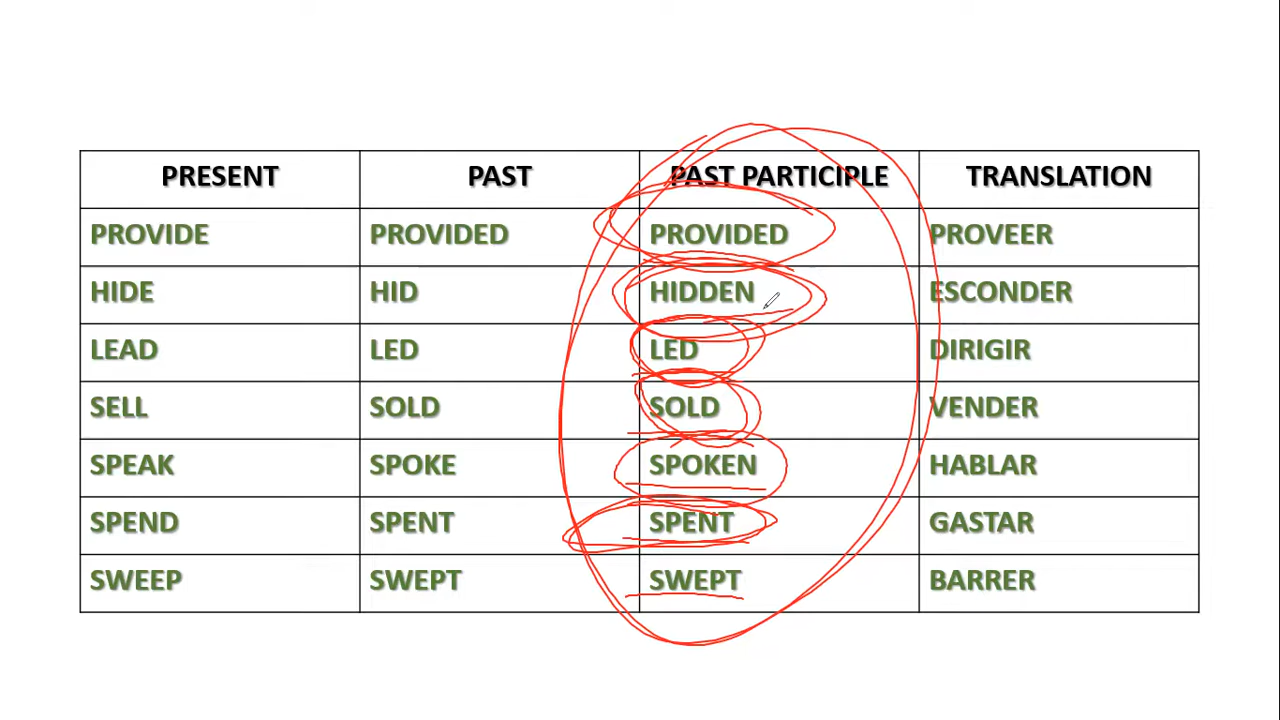 PRESENT PAST PAST PARTICIPLE TRANSLATION
PROVIDE PROVIDED PROVIDED PROVEER
HIDE HID HIDDEN ESCONDER
LEAD LED LED DIRIGIR
SELL SOLD SOLD VENDER
SPEAK SPOKE SPOKEN HABLAR
SPEND SPENT SPENT GASTAR
SWEEP SWEPT SWEPT BARRER